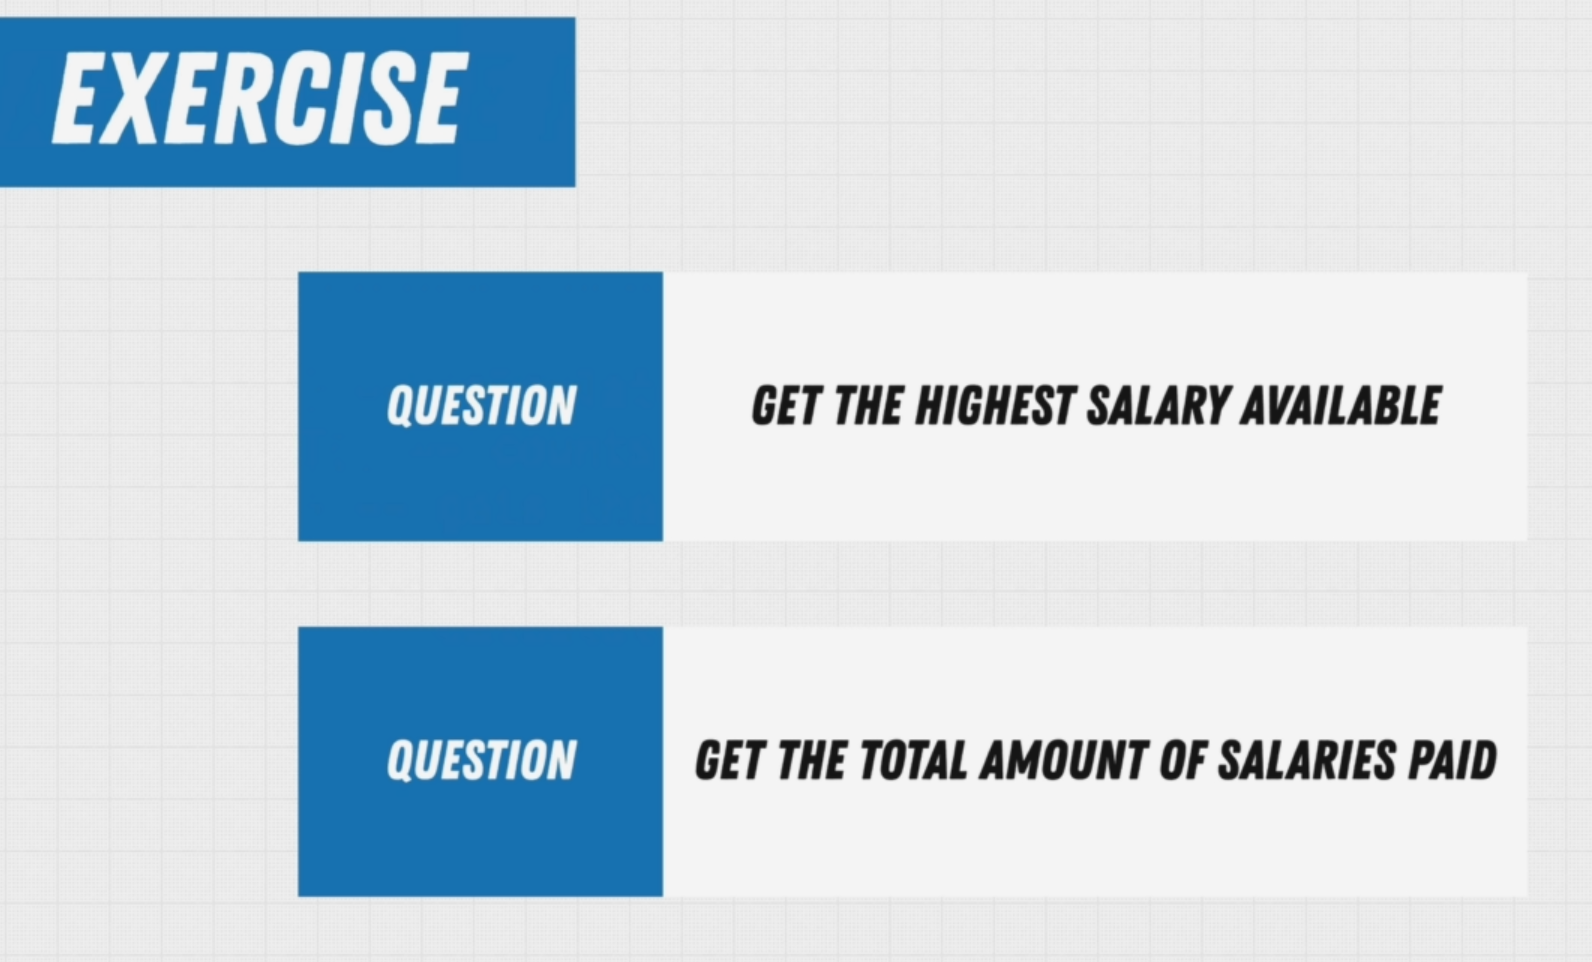 EXERCISE
QUESTION
GET THE HIGHEST SALARY AVAILABLE
QUESTION
GET THE TOTAL AMOUNT OF SALARIES PAID